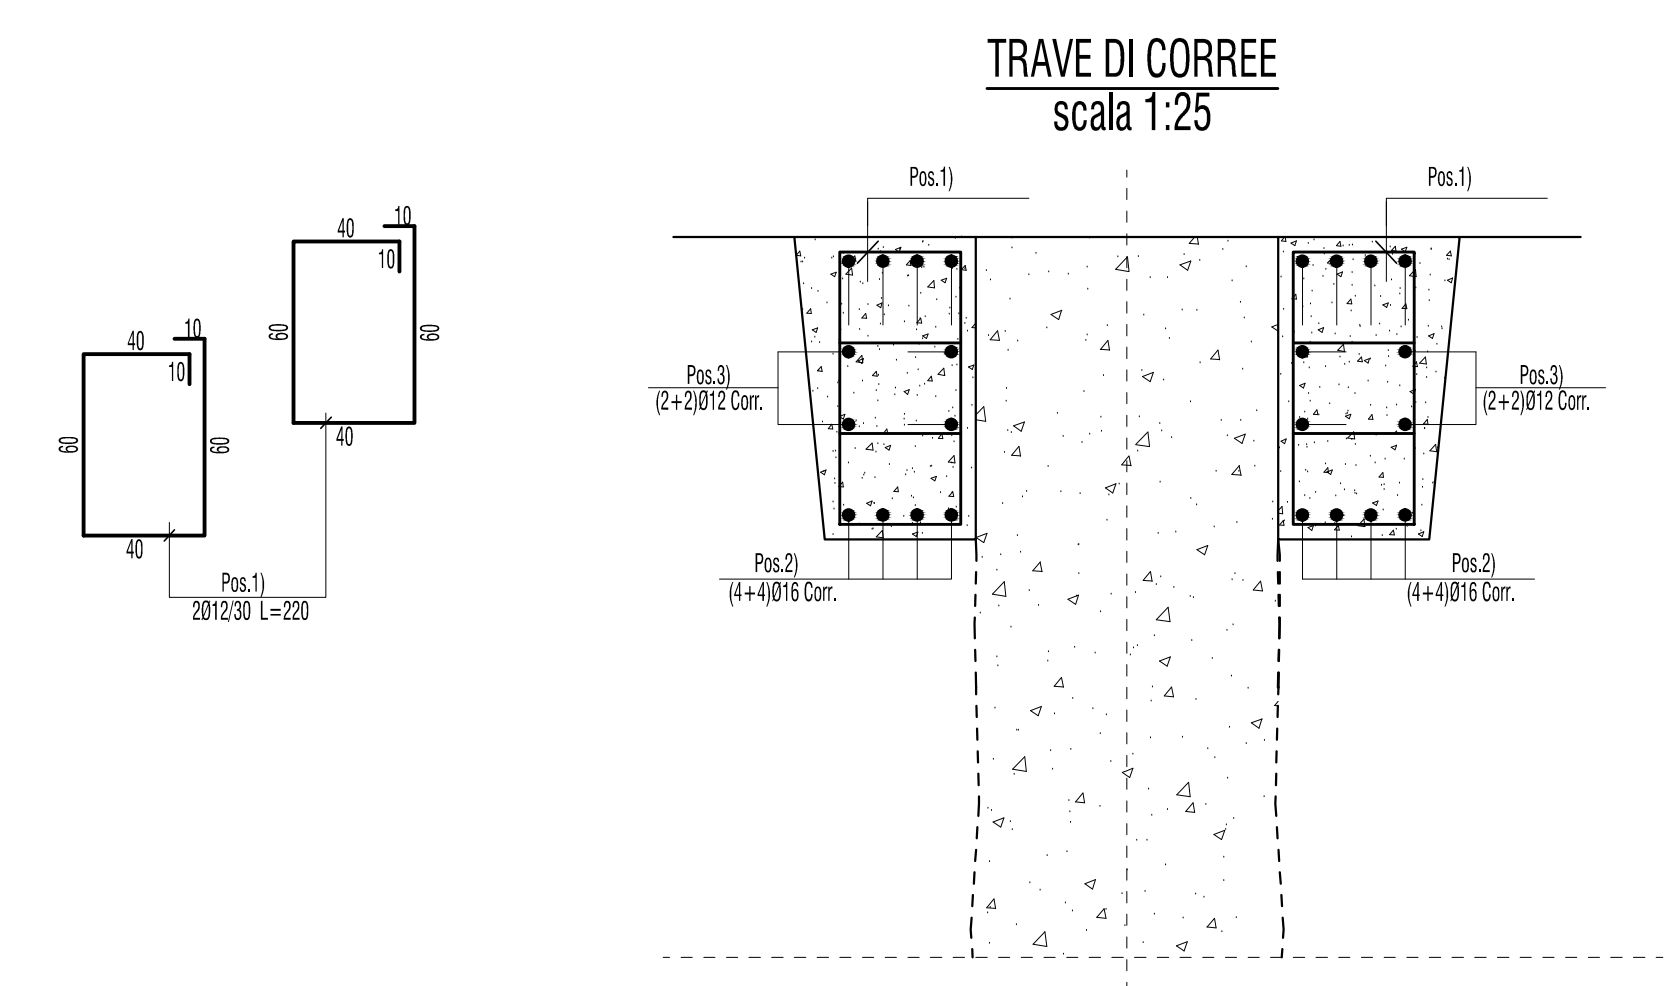 TRAVE DI CORREE
scala 1:25
Pos.1)
Pos.1)
10
40
10
60
60
40
10
40
10
60
60
40
Pos.1)
2Ø12/30 L=220
Pos.3)
(2+2)Ø12 Corr.
Pos.3)
(2+2)Ø12 Corr.
Pos.2)
(4+4)Ø16 Corr.
Pos.2)
(4+4)Ø16 Corr.